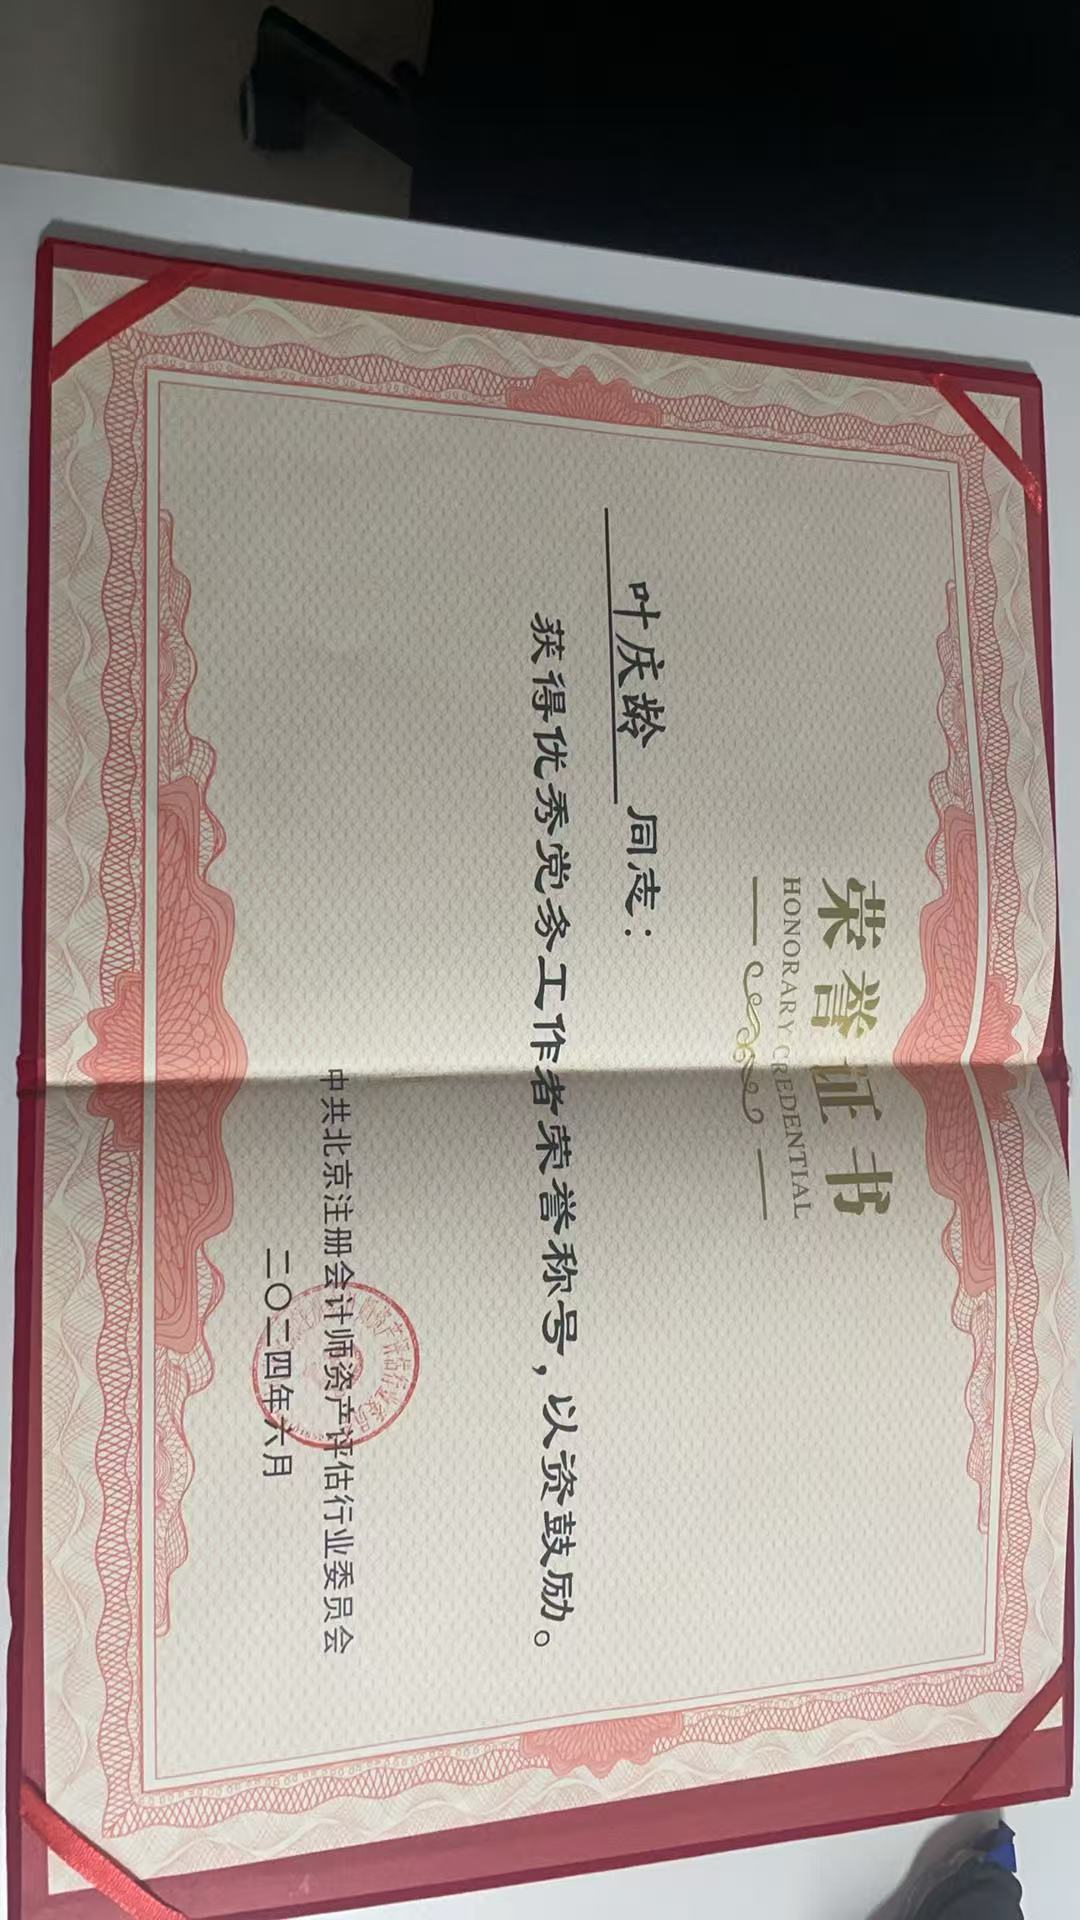 荣誉证书
HONORARY CREDENTIAL
叶庆龄 同志：
获得优秀党务工作者荣誉称号，以资鼓励。
中共北京注册会计师资产评估行业委员会
二〇二四年六月